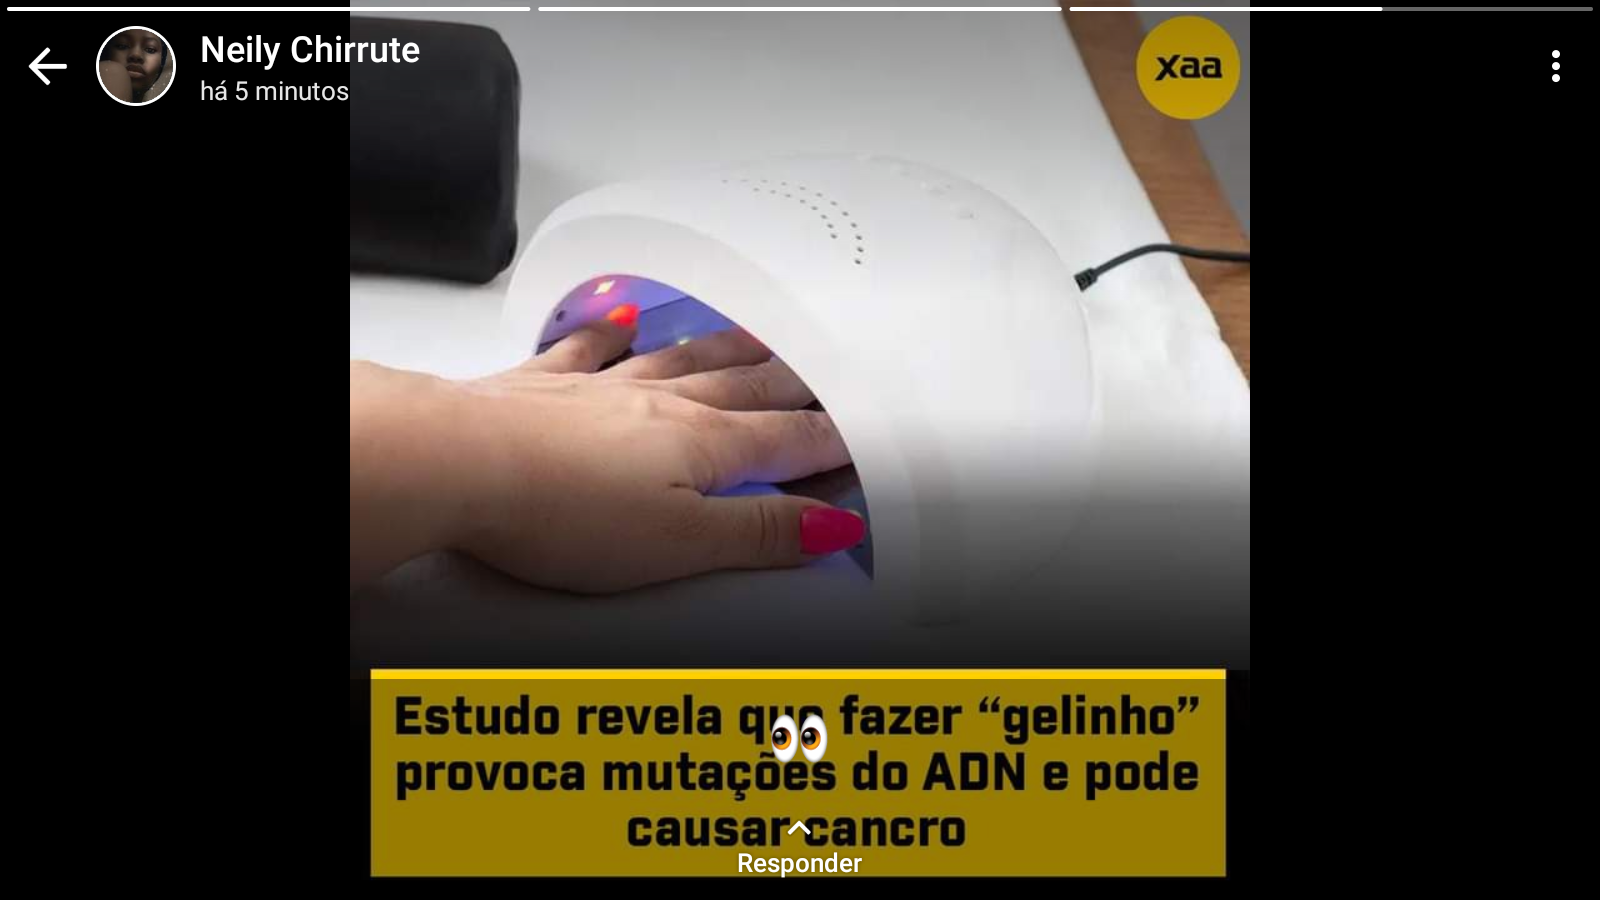 Neily Chirrute
há 5 minutos
xaa
Estudo revela que fazer “gelinho”
provoca mutações do ADN e pode
causar cancro
Responder